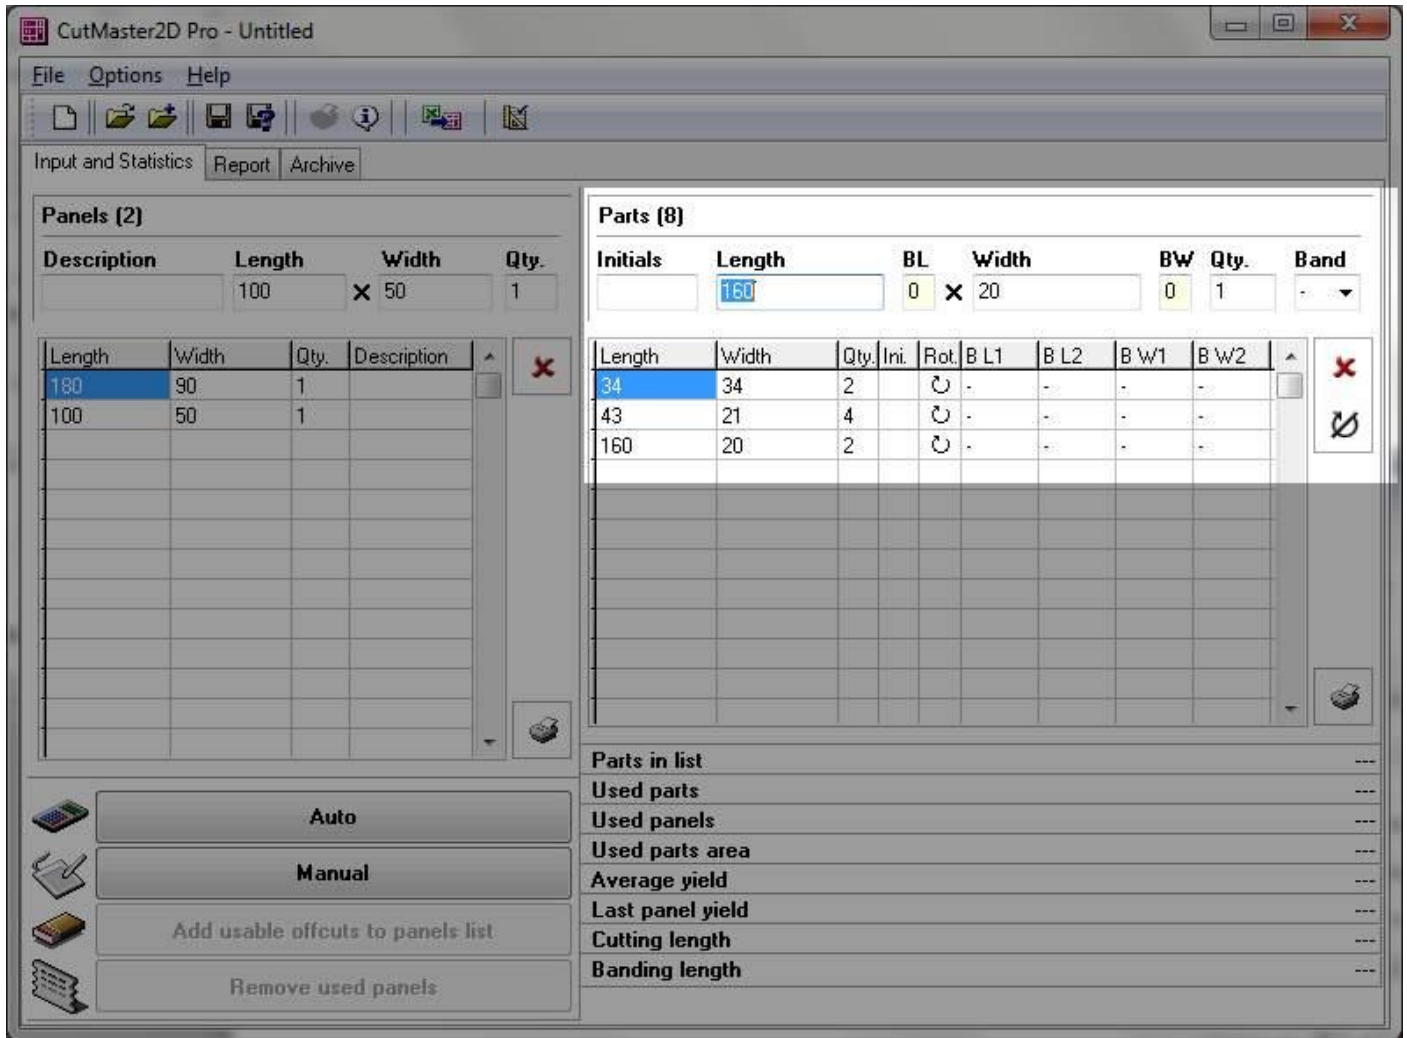 CutMaster2D Pro - Untitled
File Options Help
Input and Statistics Report Archive
Panels (2)
Description Length Width Qty.
100 × 50 1
Length Width Qty. Description
180 90 1
100 50 1
Auto
Manual
Add usable offcuts to panels list
Remove used panels
Parts (8)
Initials Length BL Width BW Qty. Band
160 0 × 20 0 1 -
Length Width Qty. Ini. Rot. B L1 B L2 B W1 B W2
34 34 2 - - - -
43 21 4 - - - -
160 20 2 - - - -
Parts in list ---
Used parts ---
Used panels ---
Used parts area ---
Average yield ---
Last panel yield ---
Cutting length ---
Banding length ---